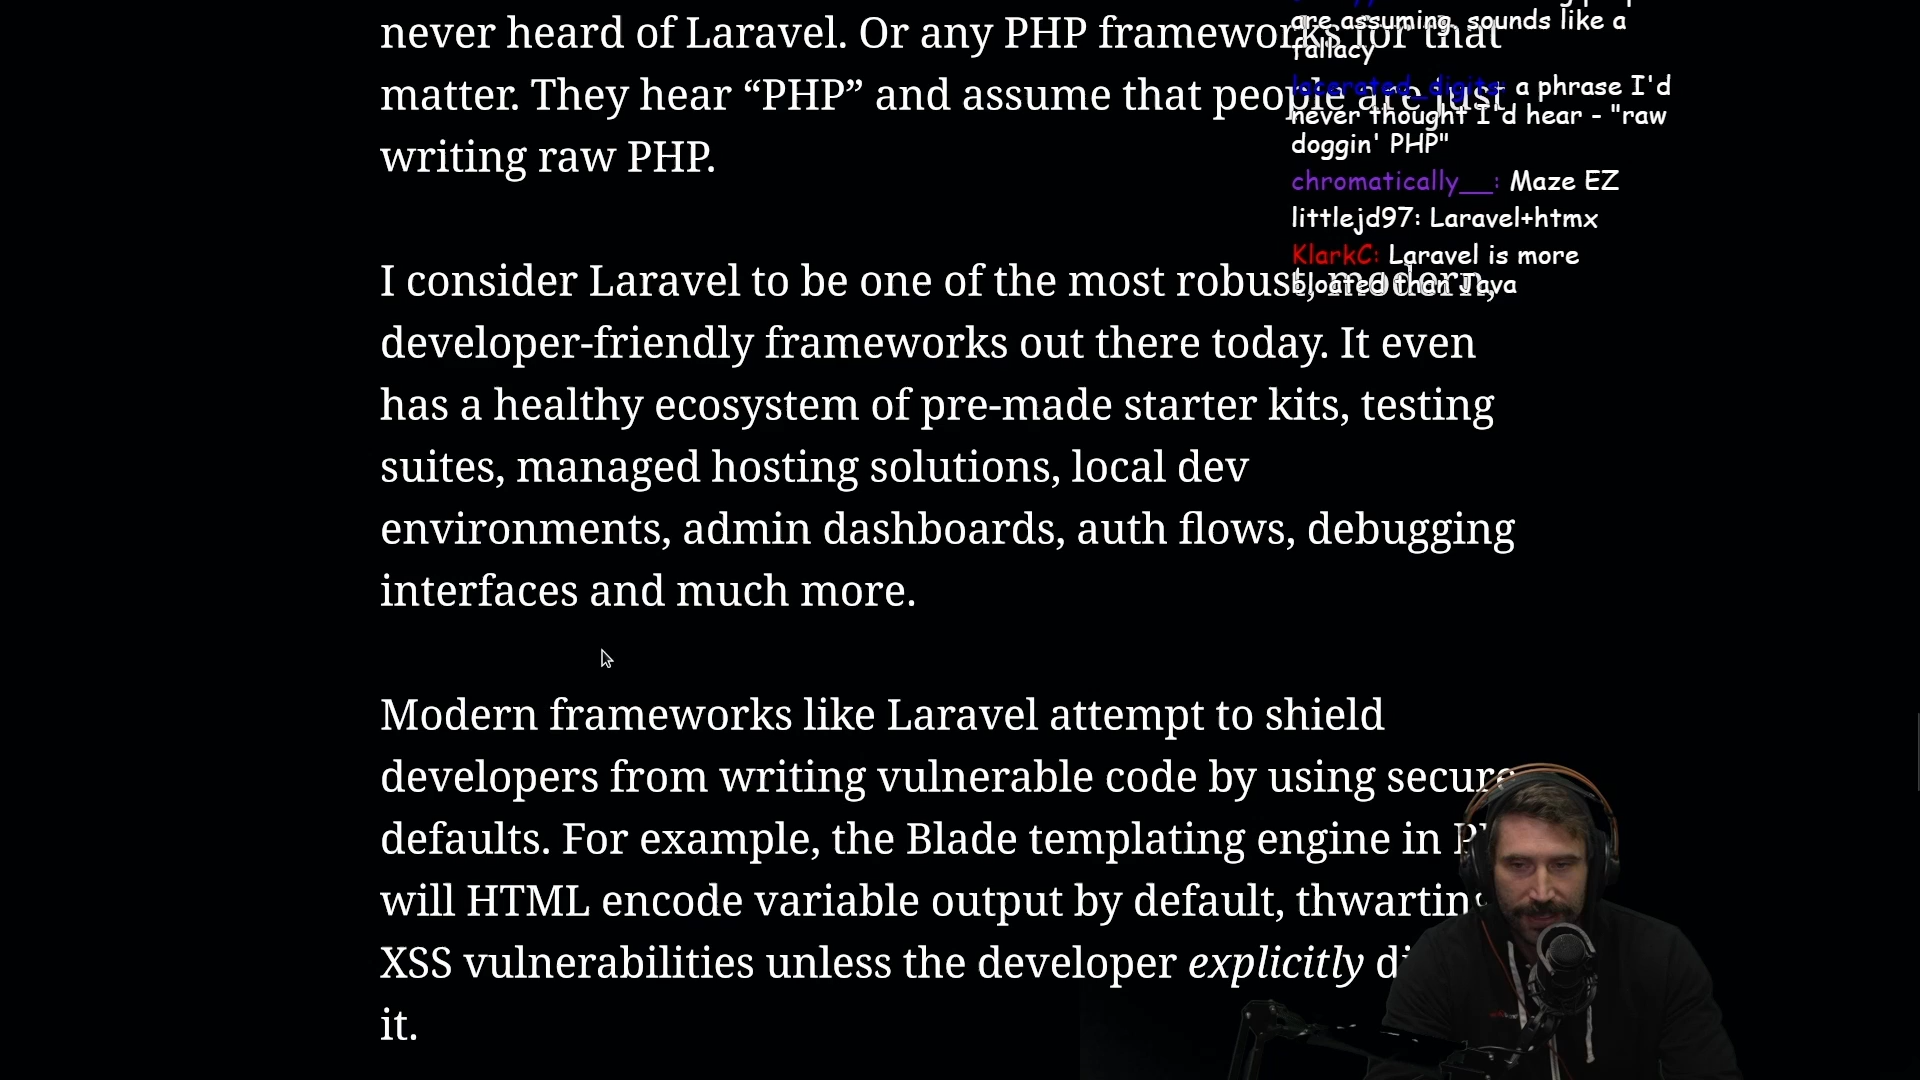 never heard of Laravel. Or any PHP frameworks for that
matter. They hear “PHP” and assume that people are just
writing raw PHP.
I consider Laravel to be one of the most robust, modern,
developer-friendly frameworks out there today. It even
has a healthy ecosystem of pre-made starter kits, testing
suites, managed hosting solutions, local dev
environments, admin dashboards, auth flows, debugging
interfaces and much more.
Modern frameworks like Laravel attempt to shield
developers from writing vulnerable code by using secure
defaults. For example, the Blade templating engine in
will HTML encode variable output by default, thwarting
XSS vulnerabilities unless the developer explicitly
it.
are assuming, sounds like a
fallacy
lacerated_digits: a phrase I'd
never thought I'd hear - "raw
doggin' PHP"
chromatically__: Maze EZ
littlejd97: Laravel+htmx
KlarkC: Laravel is more
bloated than Java